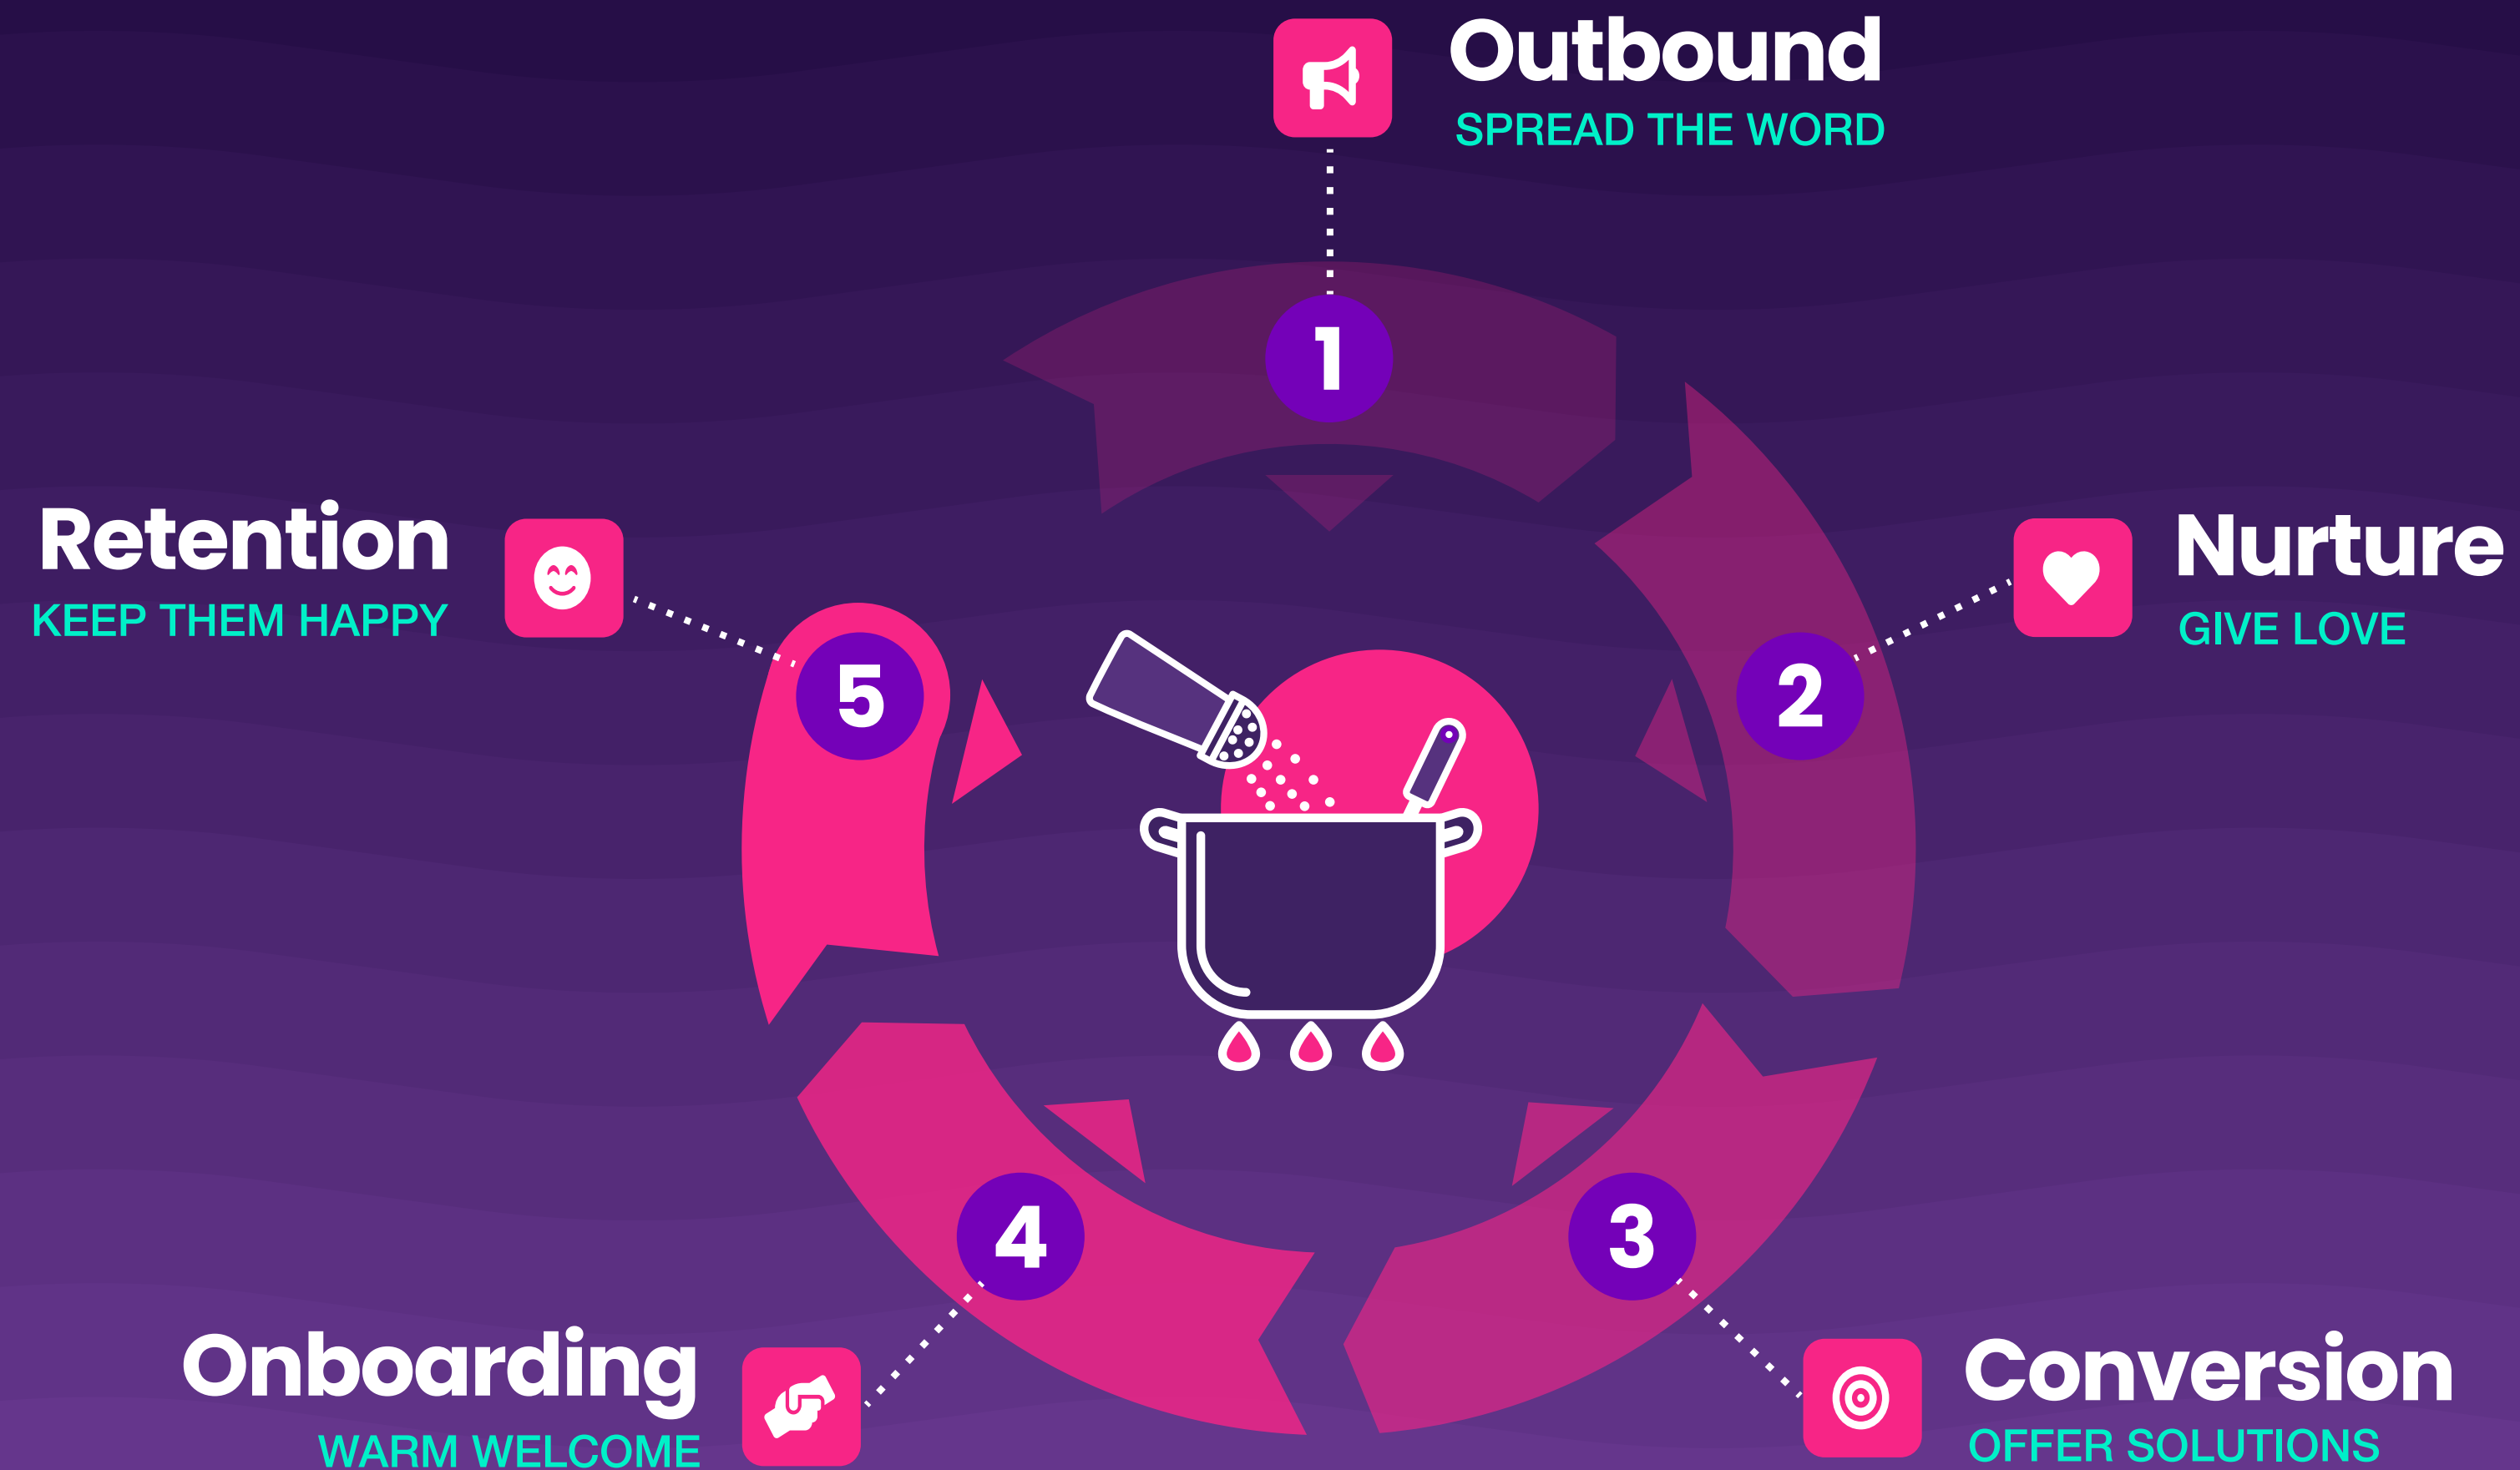 Outbound
SPREAD THE WORD
1
Nurture
GIVE LOVE
2
Conversion
OFFER SOLUTIONS
3
Onboarding
WARM WELCOME
4
Retention
KEEP THEM HAPPY
5